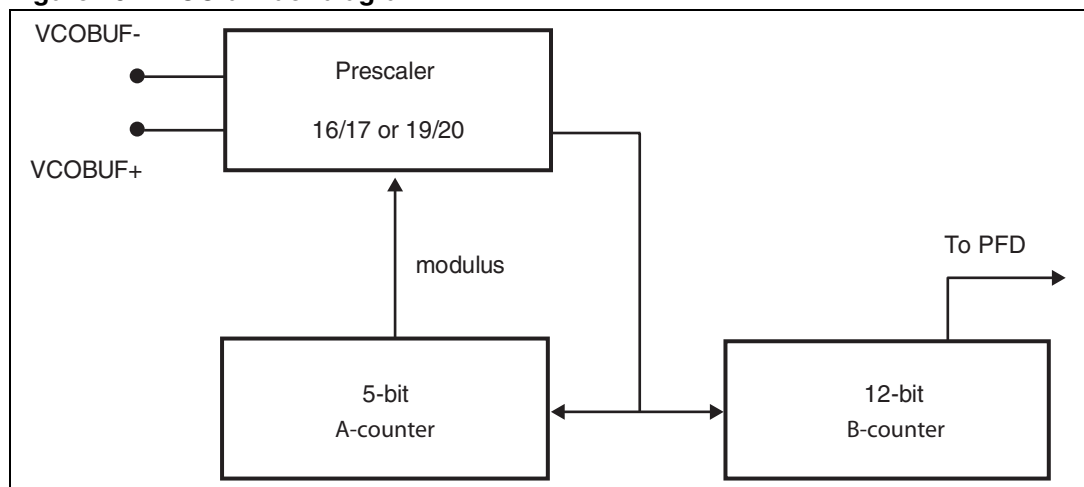 VCOBUF-
Prescaler
16/17 or 19/20
VCOBUF+
modulus
To PFD
5-bit
A-counter
12-bit
B-counter